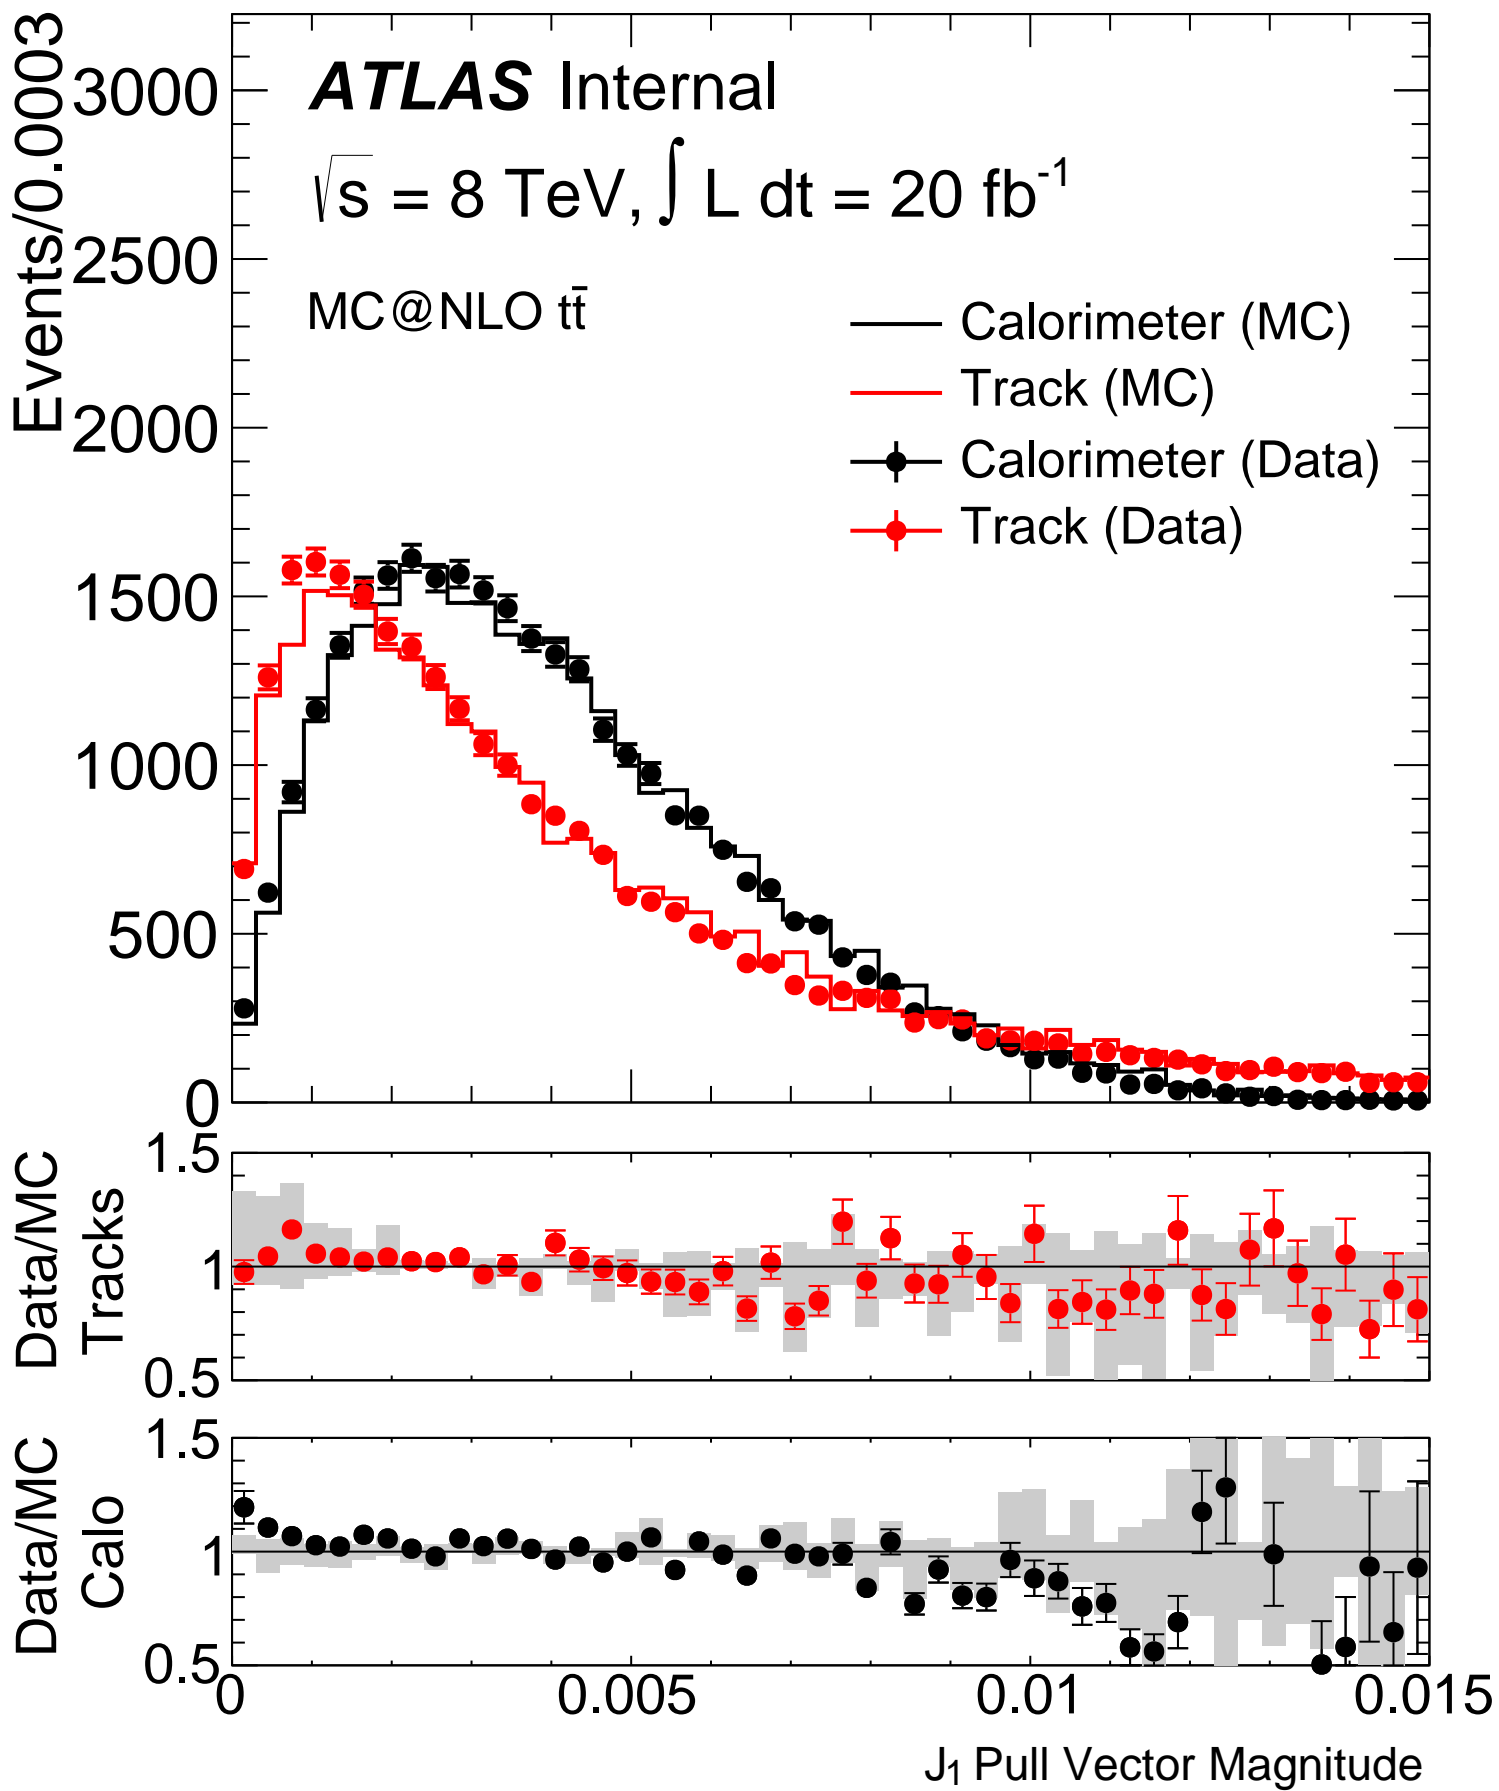 Events/0.00003
3000
2500
2000
1500
1000
500
0
ATLAS Internal
√s = 8 TeV, ∫ L dt = 20 fb⁻¹
MC@NLO tt̄
Calorimeter (MC)
Track (MC)
Calorimeter (Data)
Track (Data)
Data/MC
Tracks
1.5
1
0.5
Data/MC
Calo
1.5
1
0.5
0
0.005
0.01
0.015
J₁ Pull Vector Magnitude